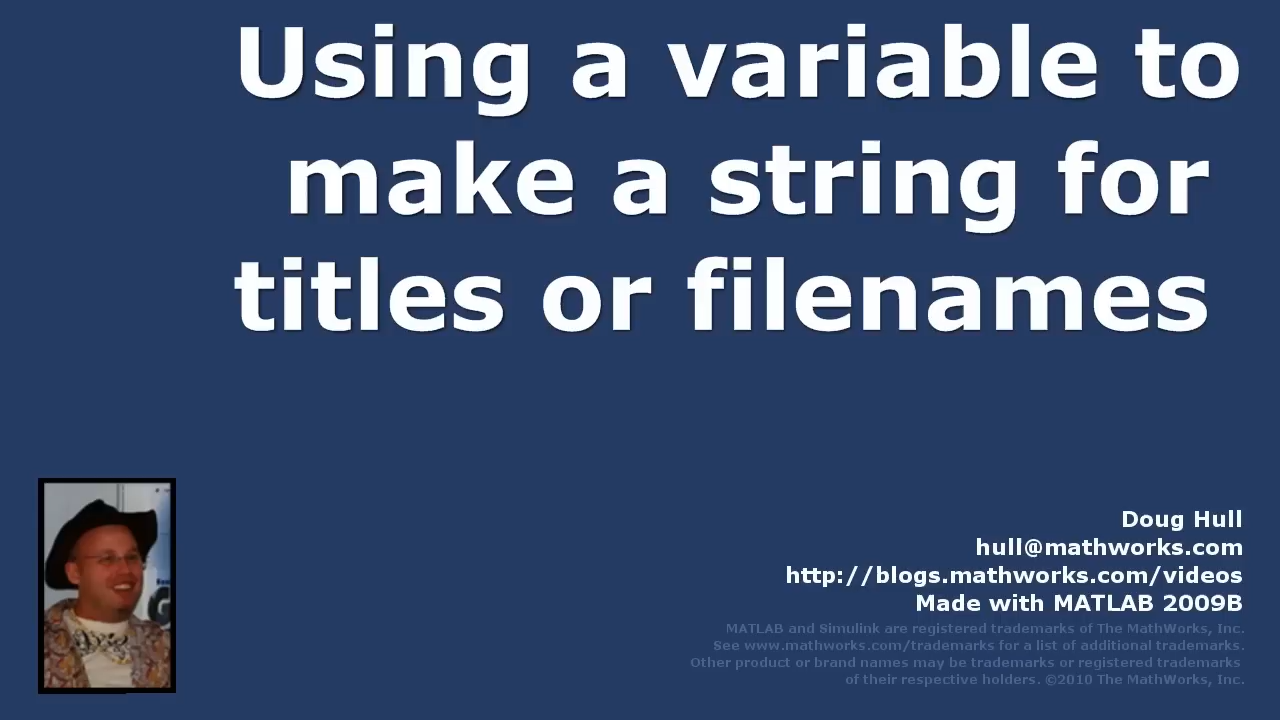 Using a variable to
make a string for
titles or filenames
Doug Hull
hull@mathworks.com
http://blogs.mathworks.com/videos
Made with MATLAB 2009B
MATLAB and Simulink are registered trademarks of The MathWorks, Inc.
See www.mathworks.com/trademarks for a list of additional trademarks.
Other product or brand names may be trademarks or registered trademarks
of their respective holders. ©2010 The MathWorks, Inc.